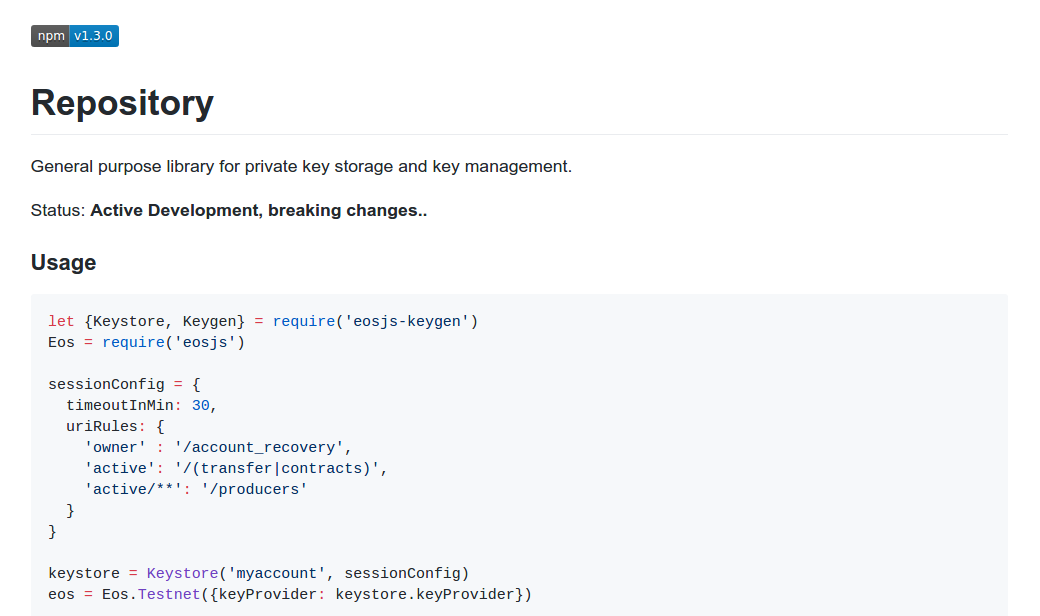 npm v1.3.0
Repository
General purpose library for private key storage and key management.
Status: Active Development, breaking changes..
Usage
let {Keystore, Keygen} = require('eosjs-keygen')
Eos = require('eosjs')
sessionConfig = {
  timeoutInMin: 30,
  uriRules: {
    'owner' : '/account_recovery',
    'active': '/(transfer|contracts)',
    'active/**': '/producers'
  }
}
keystore = Keystore('myaccount', sessionConfig)
eos = Eos.Testnet({keyProvider: keystore.keyProvider})